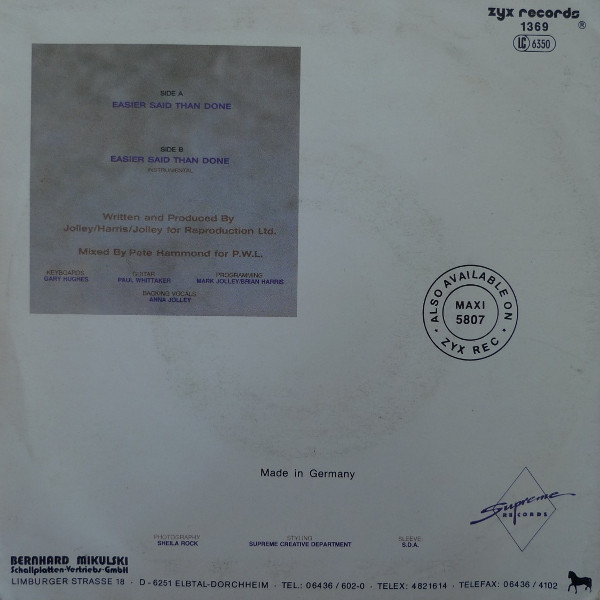 zyx records
1369 ®
LC 6350
SIDE A
EASIER SAID THAN DONE
SIDE B
EASIER SAID THAN DONE
INSTRUMENTAL
Written and Produced By
Jolley/Harris/Jolley for Reproduction Ltd.
Mixed By Pete Hammond for P.W.L.
KEYBOARDS GUITAR PROGRAMMING
GARY HUGHES PAUL WHITTAKER MARK JOLLEY/BRIAN HARRIS
BACKING VOCALS
ANNA JOLLEY
• ALSO AVAILABLE ON •
MAXI
5807
ZYX REC.
Made in Germany
Supreme
RECORDS
PHOTOGRAPHY STYLING SLEEVE
SHEILA ROCK SUPREME CREATIVE DEPARTMENT S.D.A.
BERNHARD MIKULSKI
Schallplatten-Vertriebs-GmbH
LIMBURGER STRASSE 18 · D-6251 ELBTAL-DORCHHEIM · TEL.: 06436/602-0 · TELEX: 4821614 · TELEFAX: 06436/4102